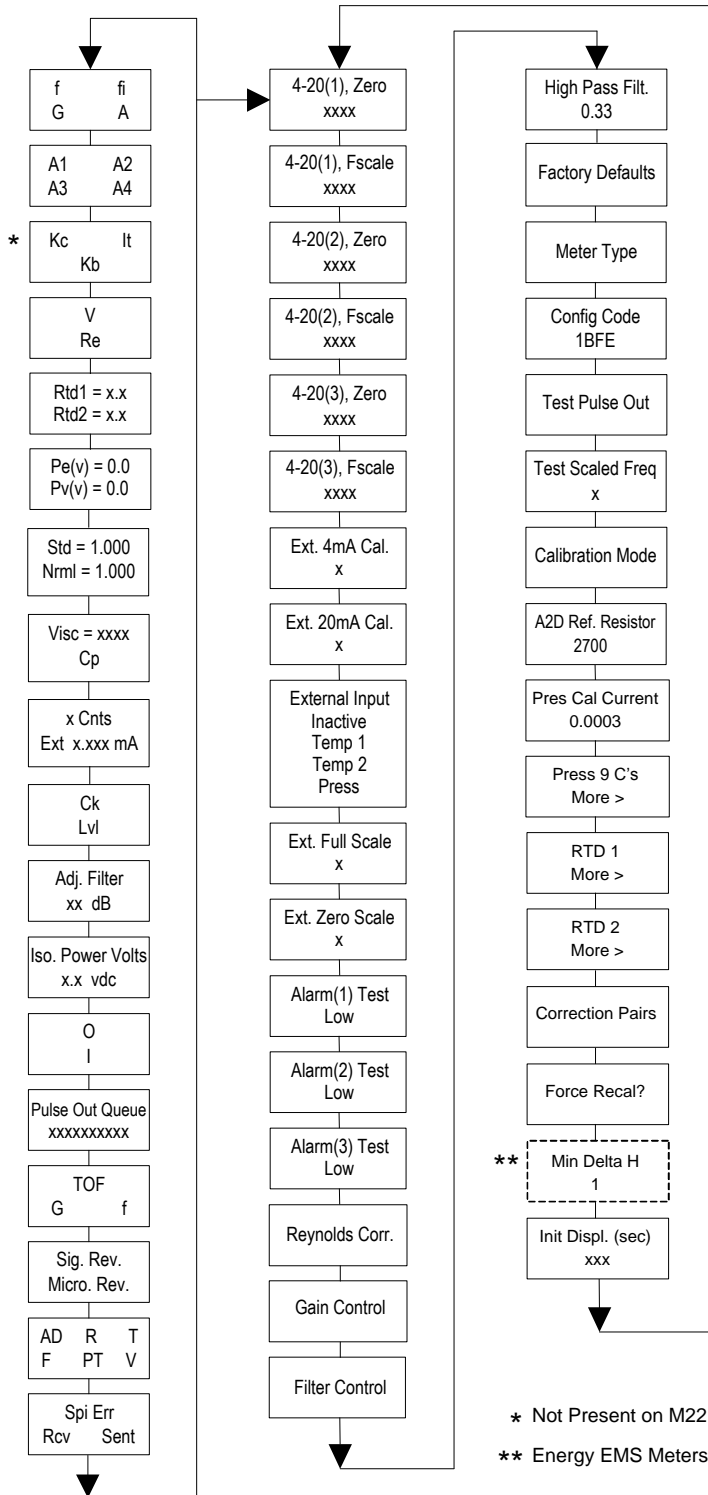 f fi
G A
A1 A2
A3 A4
* Kc It
Kb
V
Re
Rtd1 = x.x
Rtd2 = x.x
Pe(v) = 0.0
Pv(v) = 0.0
Std = 1.000
Nrml = 1.000
Visc = xxxx
Cp
x Cnts
Ext x.xxx mA
Ck
Lvl
Adj. Filter
xx dB
Iso. Power Volts
x.x vdc
O
I
Pulse Out Queue
xxxxxxxxxx
TOF
G f
Sig. Rev.
Micro. Rev.
AD R T
F PT V
Spi Err
Rcv Sent
4-20(1), Zero
xxxx
4-20(1), Fscale
xxxx
4-20(2), Zero
xxxx
4-20(2), Fscale
xxxx
4-20(3), Zero
xxxx
4-20(3), Fscale
xxxx
Ext. 4mA Cal.
x
Ext. 20mA Cal.
x
External Input
Inactive
Temp 1
Temp 2
Press
Ext. Full Scale
x
Ext. Zero Scale
x
Alarm(1) Test
Low
Alarm(2) Test
Low
Alarm(3) Test
Low
Reynolds Corr.
Gain Control
Filter Control
High Pass Filt.
0.33
Factory Defaults
Meter Type
Config Code
1BFE
Test Pulse Out
Test Scaled Freq
x
Calibration Mode
A2D Ref. Resistor
2700
Pres Cal Current
0.0003
Press 9 C's
More >
RTD 1
More >
RTD 2
More >
Correction Pairs
Force Recal?
** Min Delta H
1
Init Displ. (sec)
xxx
* Not Present on M22
** Energy EMS Meters